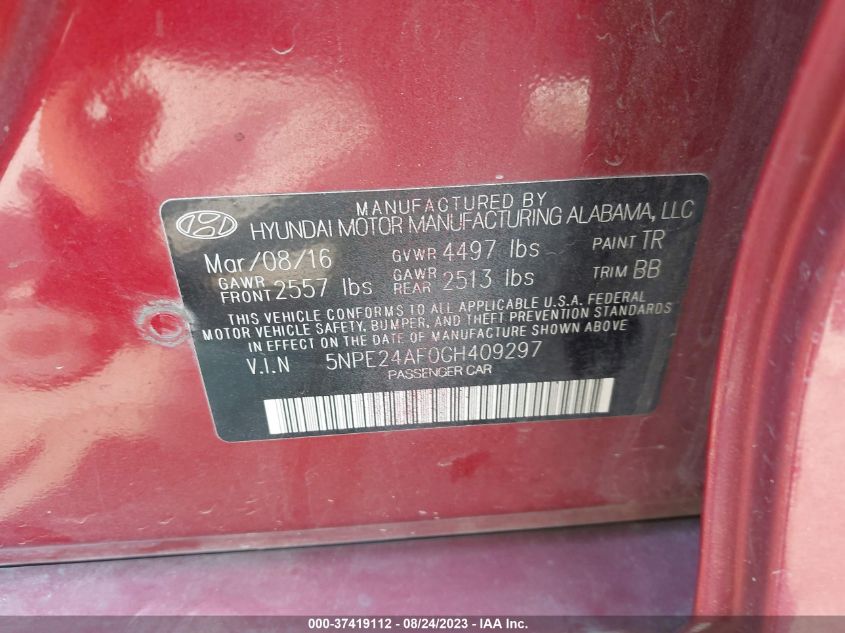 MANUFACTURED BY
HYUNDAI MOTOR MANUFACTURING ALABAMA, LLC
Mar/08/16 GVWR 4497 lbs PAINT TR
GAWR FRONT 2557 lbs GAWR REAR 2513 lbs TRIM BB
THIS VEHICLE CONFORMS TO ALL APPLICABLE U.S.A. FEDERAL
MOTOR VEHICLE SAFETY, BUMPER, AND THEFT PREVENTION STANDARDS
IN EFFECT ON THE DATE OF MANUFACTURE SHOWN ABOVE
V.I.N 5NPE24AF0GH409297
PASSENGER CAR
000-37419112 - 08/24/2023 - IAA Inc.